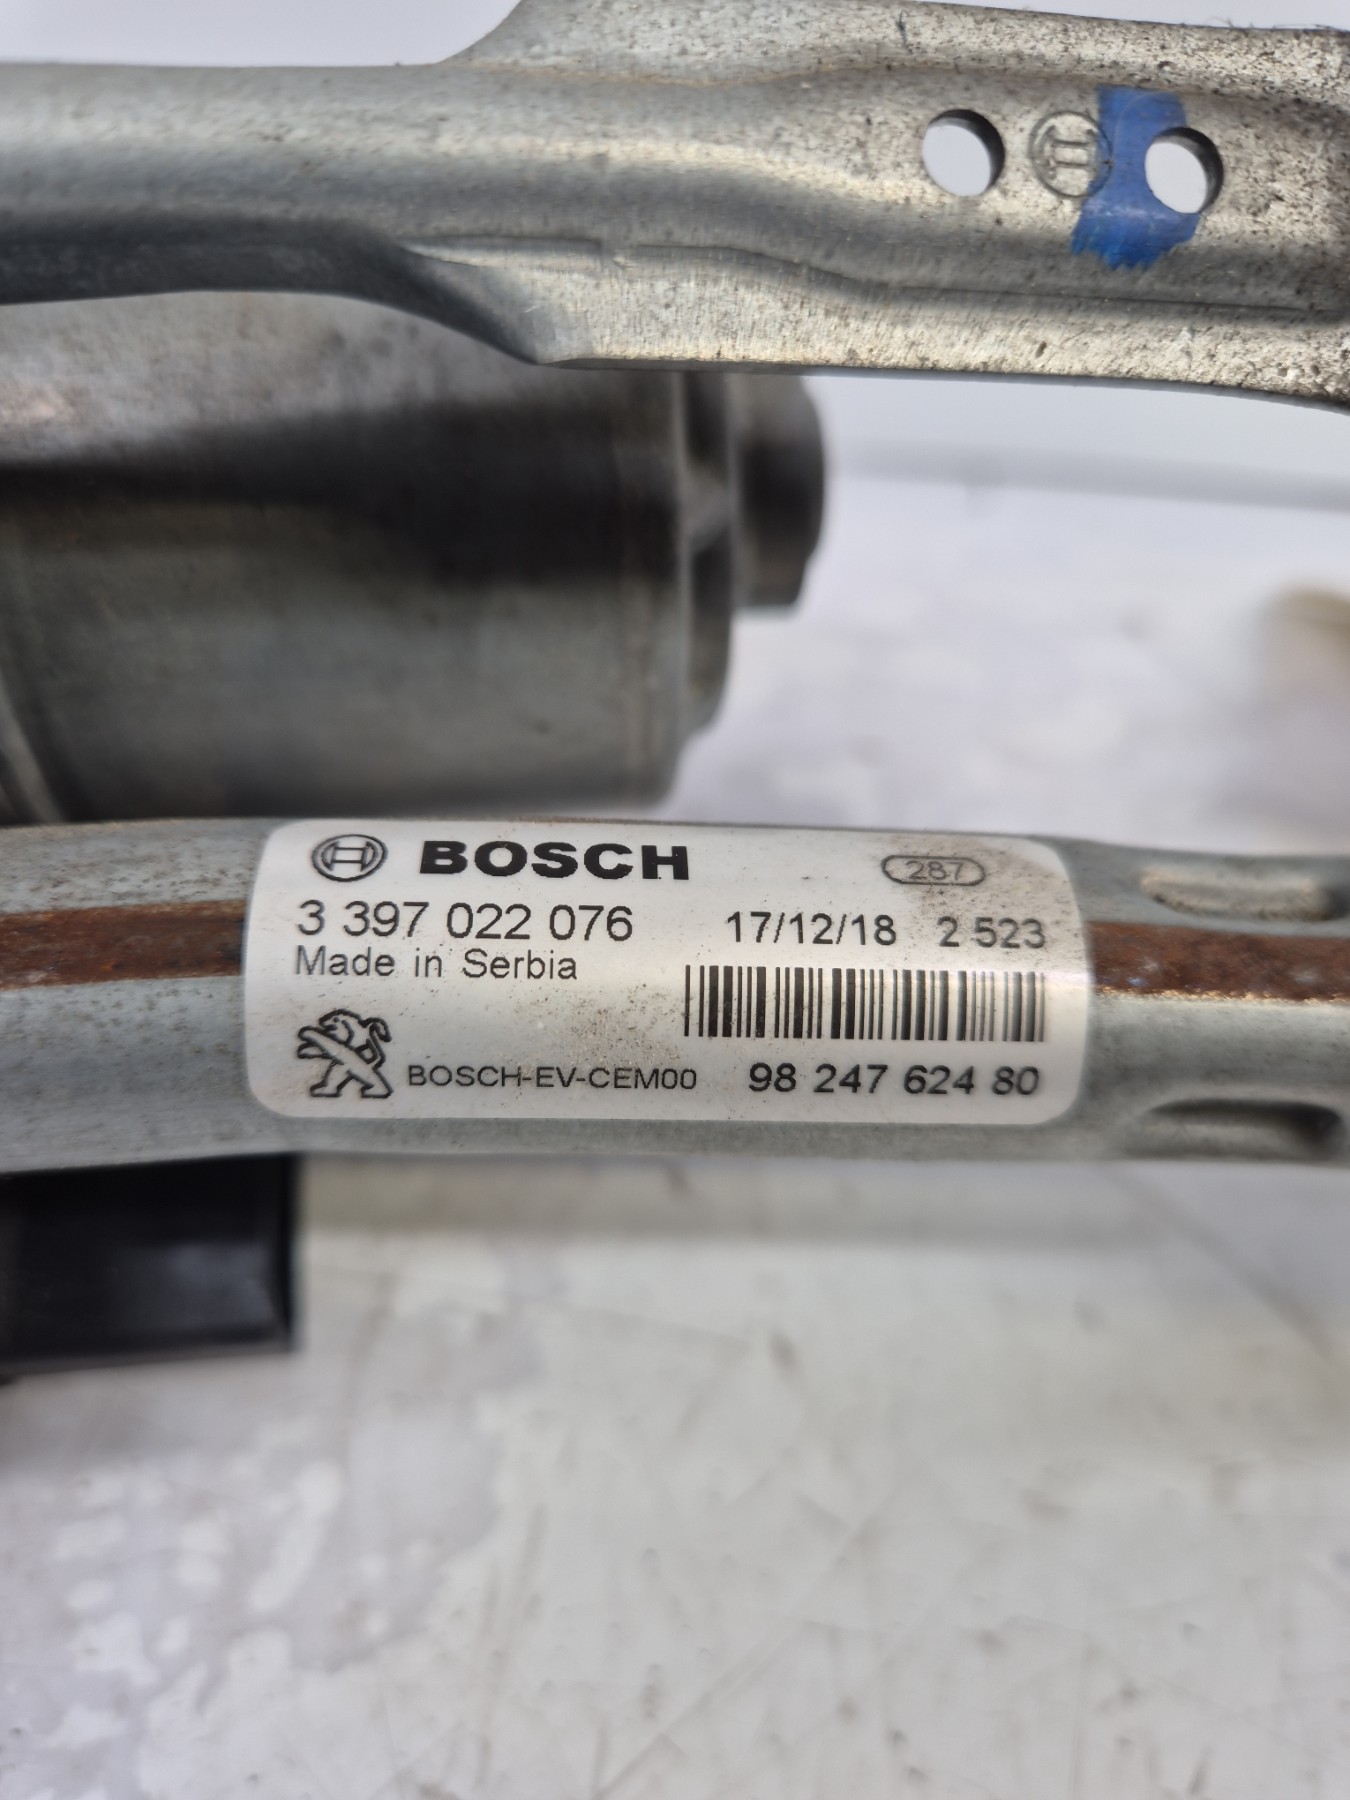 BOSCH
287
3 397 022 076
17/12/18 2 523
Made in Serbia
BOSCH-EV-CEM00
98 247 624 80